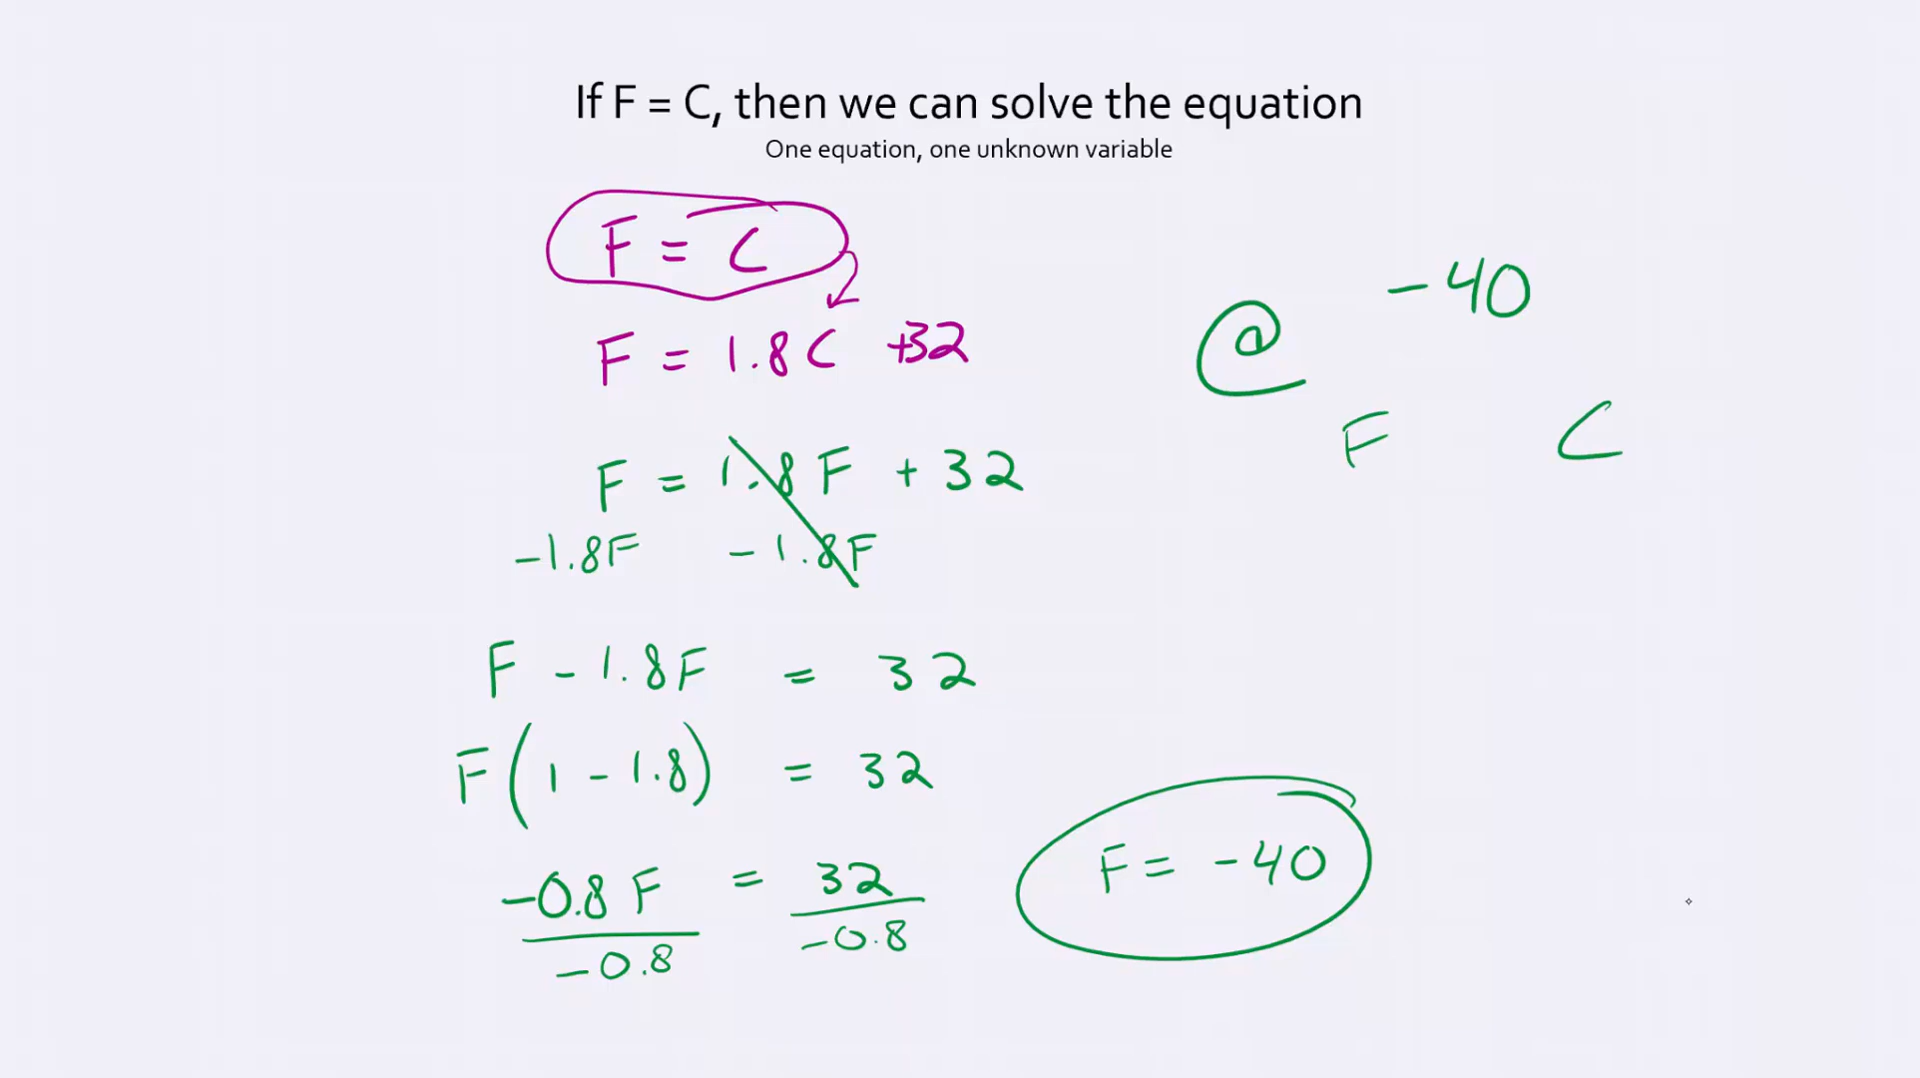 If F = C, then we can solve the equation
One equation, one unknown variable
F = C
F = 1.8C +32
F = 1.8F + 32
-1.8F - 1.8F
F - 1.8F = 32
F(1 - 1.8) = 32
-0.8F = 32
-0.8 -0.8
F = -40
@ -40
F C